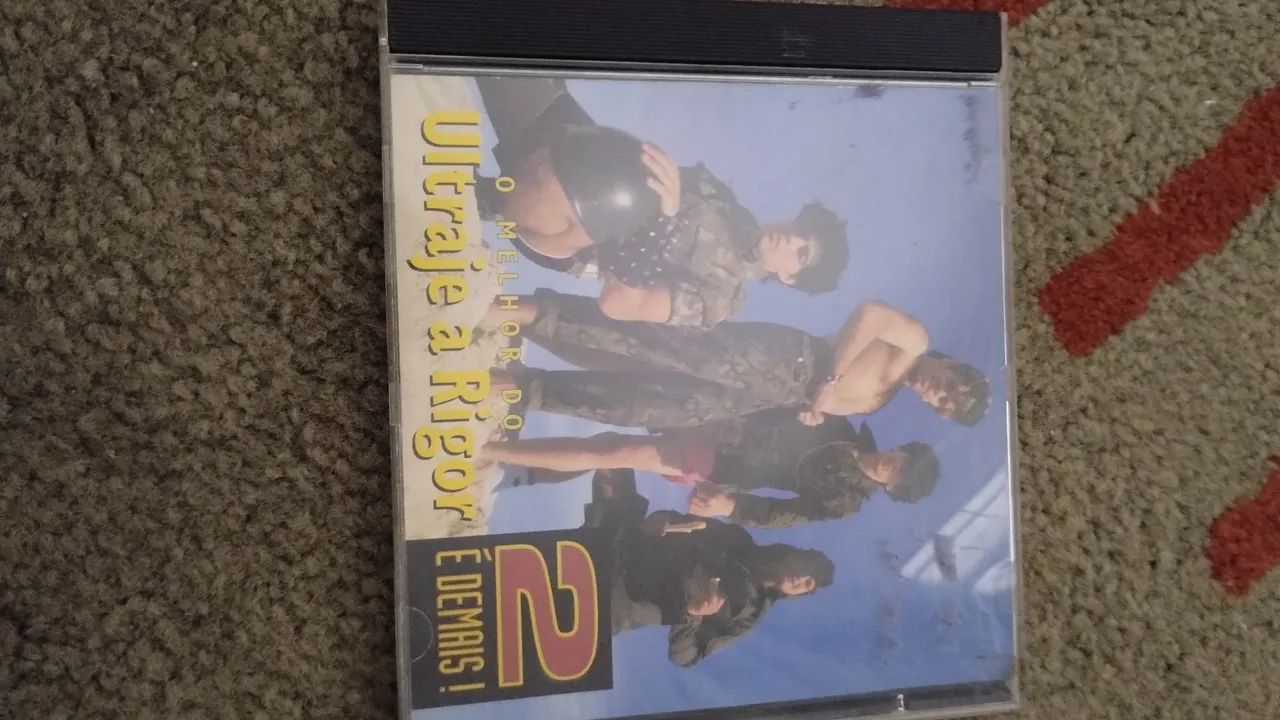 O MELHOR DO
Ultraje a Rigor
2
É DEMAIS!